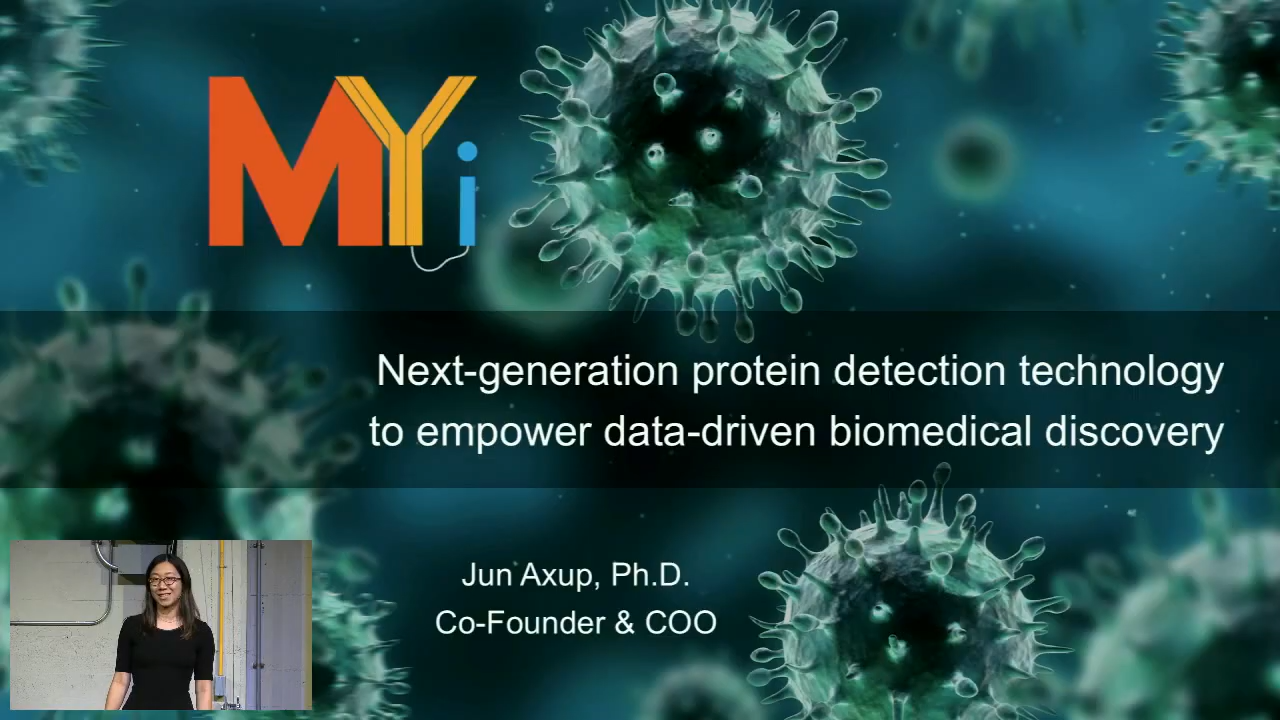 MYi
Next-generation protein detection technology
to empower data-driven biomedical discovery
Jun Axup, Ph.D.
Co-Founder & COO